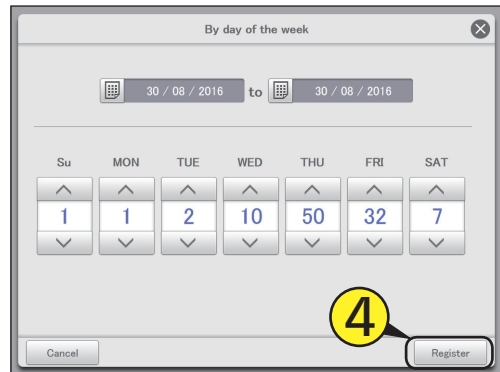 By day of the week
30 / 08 / 2016 to 30 / 08 / 2016
Su MON TUE WED THU FRI SAT
1 1 2 10 50 32 7
4
Cancel Register